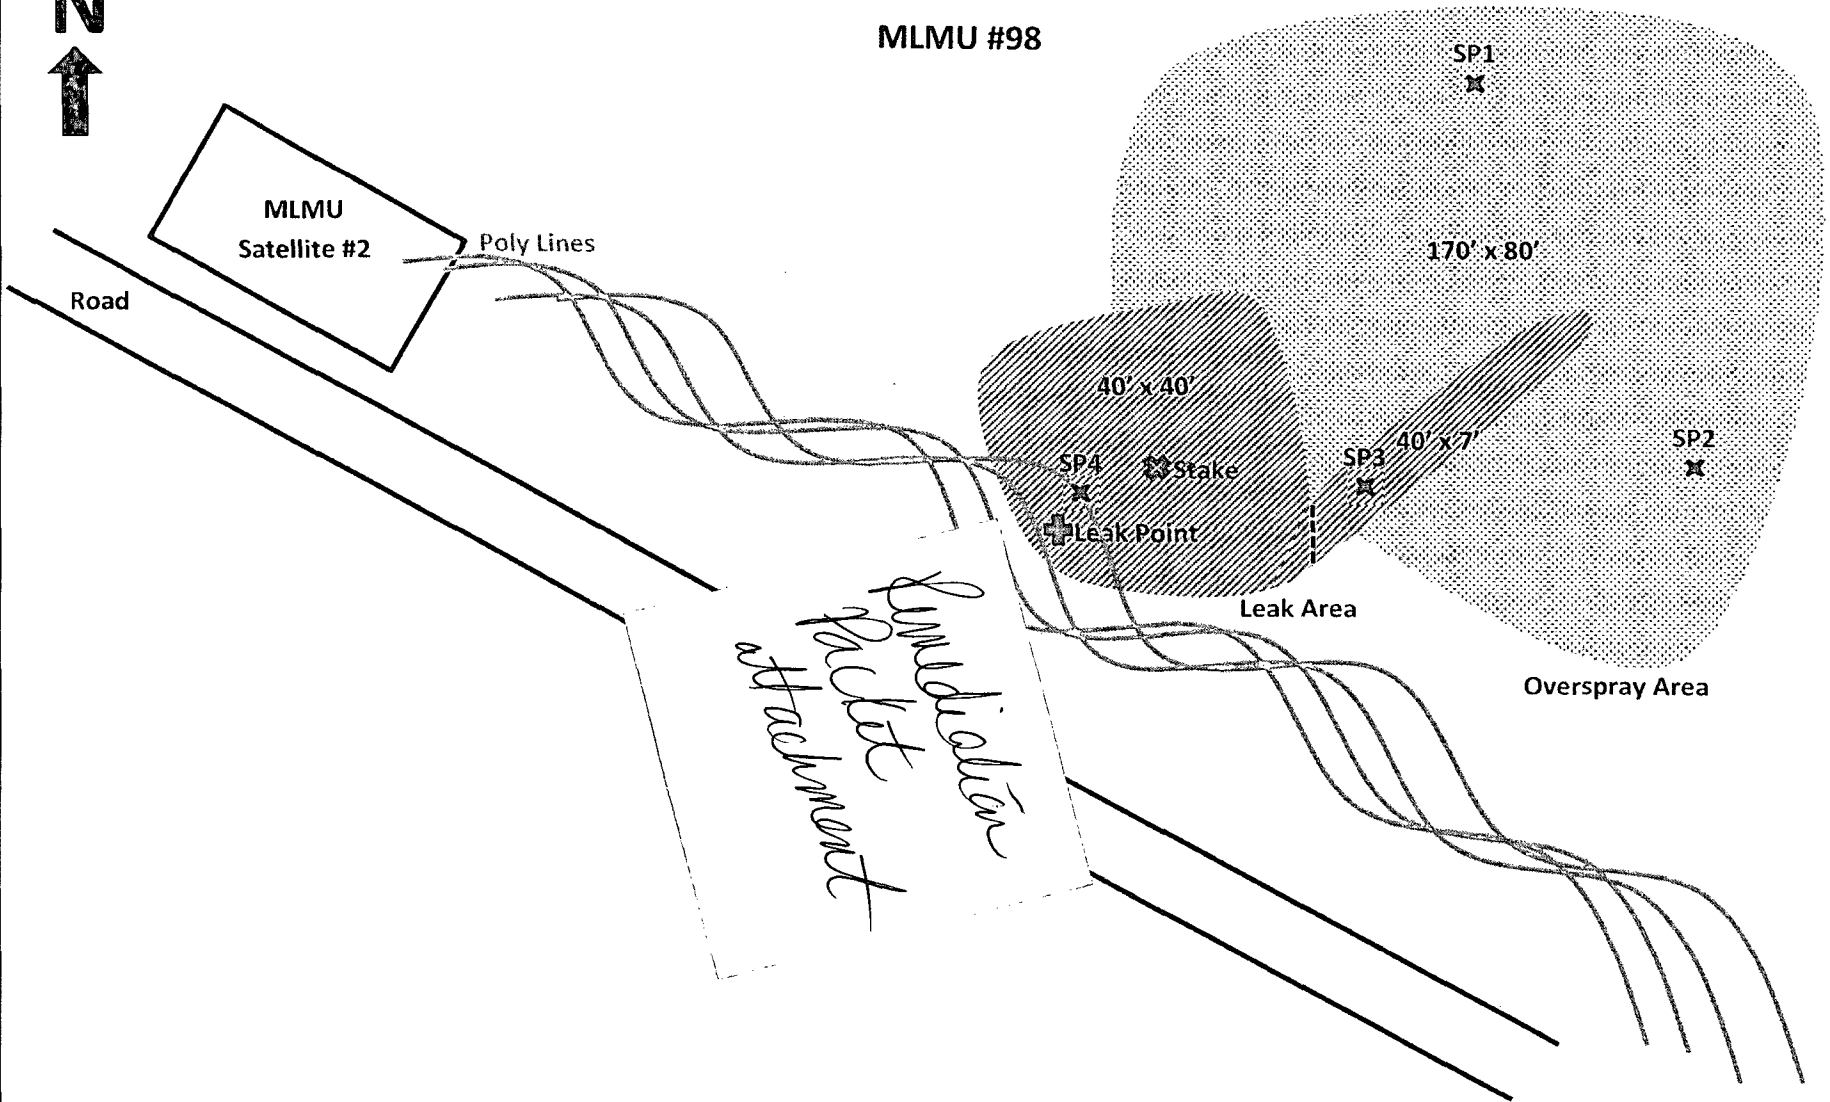 N
MLMU #98
SP1
MLMU
Satellite #2
Poly Lines
Road
170' x 80'
40' x 40'
40' x 7'
SP2
SP3
SP4
Stake
Leak Point
Leak Area
Overspray Area
Remediation
Packet
attachment